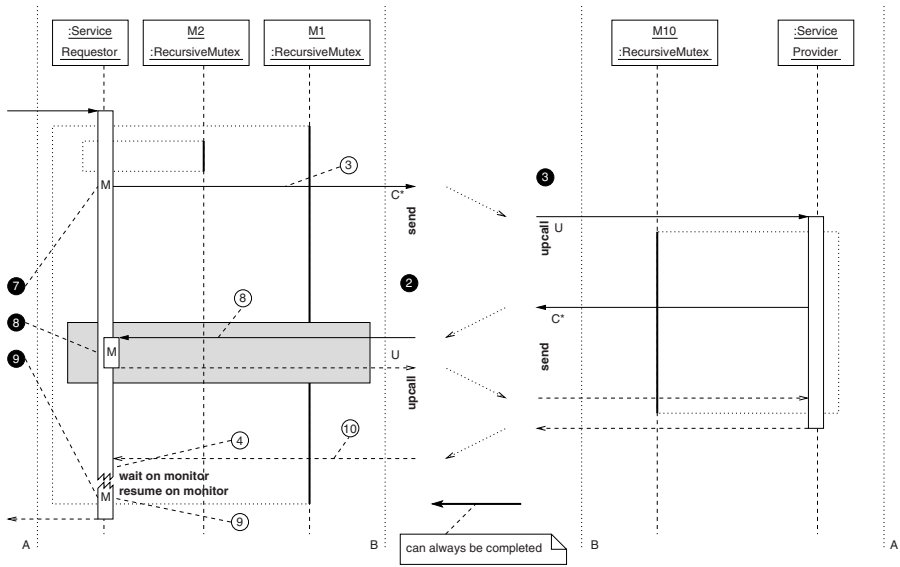 :Service
Requestor
M2
:RecursiveMutex
M1
:RecursiveMutex
M10
:RecursiveMutex
:Service
Provider
3
M
C*
send
3
upcall
U
7
2
8
8
C*
M
U
9
send
upcall
4
10
wait on monitor
resume on monitor
M
9
can always be completed
A
B
B
A